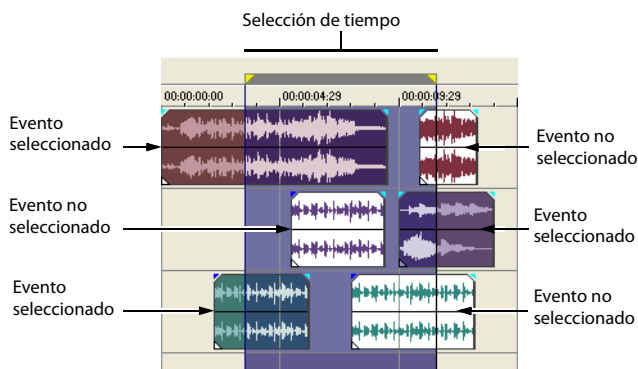 Selección de tiempo
00:00:00:00 00:00:04:29 00:00:09:29
Evento
seleccionado
Evento no
seleccionado
Evento no
seleccionado
Evento
seleccionado
Evento
seleccionado
Evento no
seleccionado